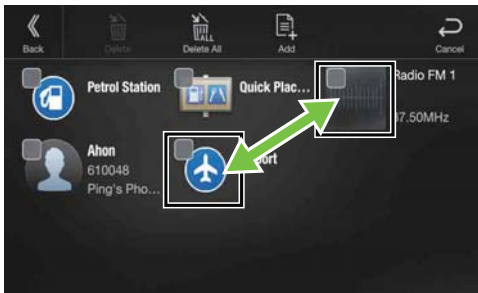 Back
Delete
ALL
Delete All
Add
Cancel
Petrol Station
Quick Plac...
Radio FM 1
87.50MHz
Ahon
610048
Ping's Pho...